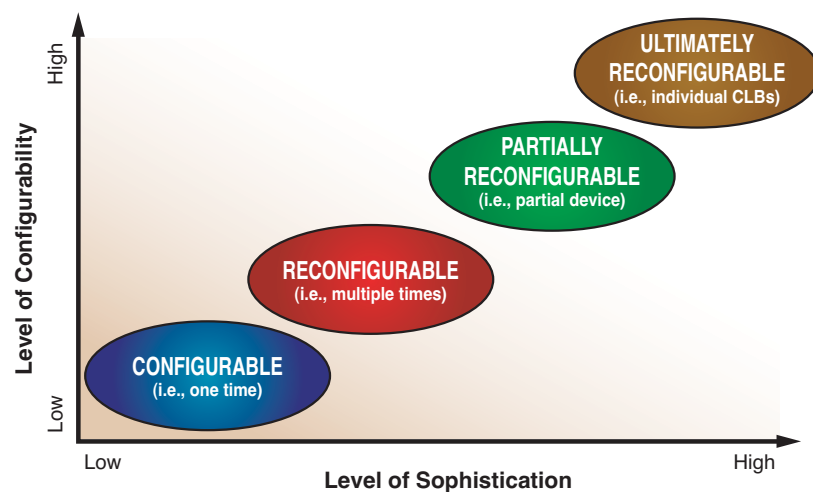 High
ULTIMATELY
RECONFIGURABLE
(i.e., individual CLBs)
PARTIALLY
RECONFIGURABLE
(i.e., partial device)
Level of Configurability
RECONFIGURABLE
(i.e., multiple times)
CONFIGURABLE
(i.e., one time)
Low
Low
High
Level of Sophistication